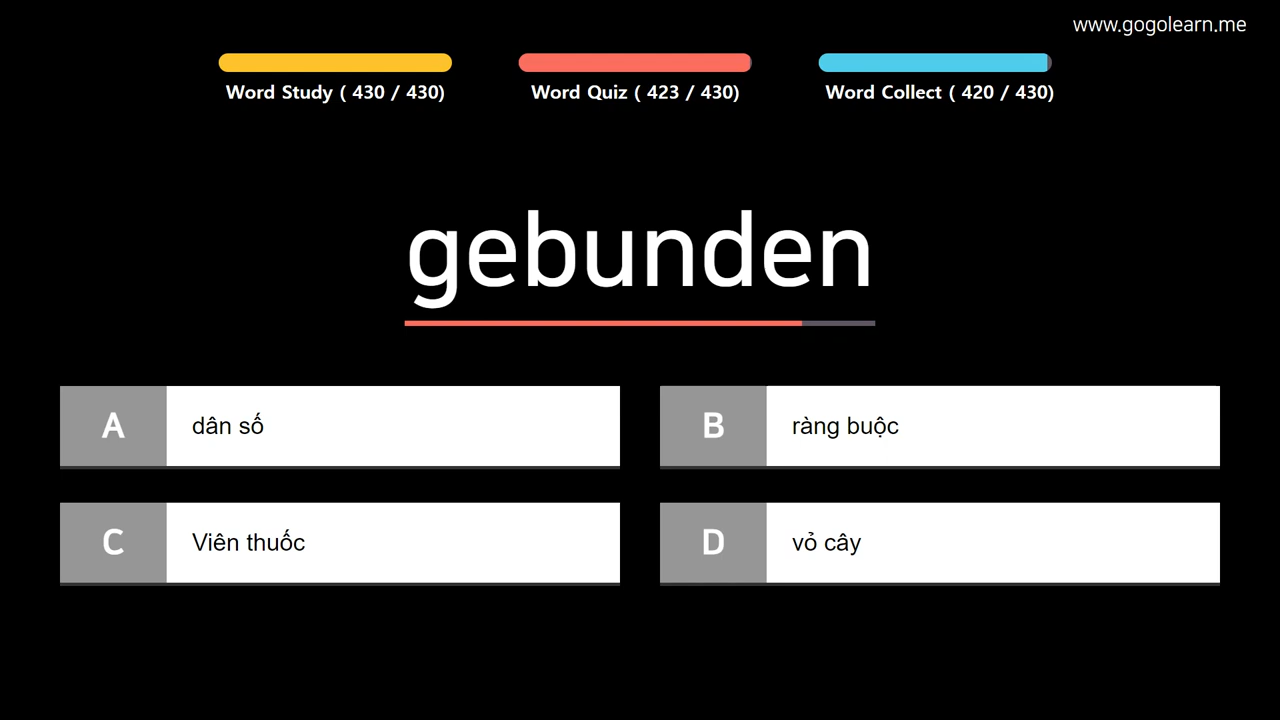 www.gogolearn.me
Word Study ( 430 / 430)
Word Quiz ( 423 / 430)
Word Collect ( 420 / 430)
gebunden
A
dân số
B
ràng buộc
C
Viên thuốc
D
vỏ cây